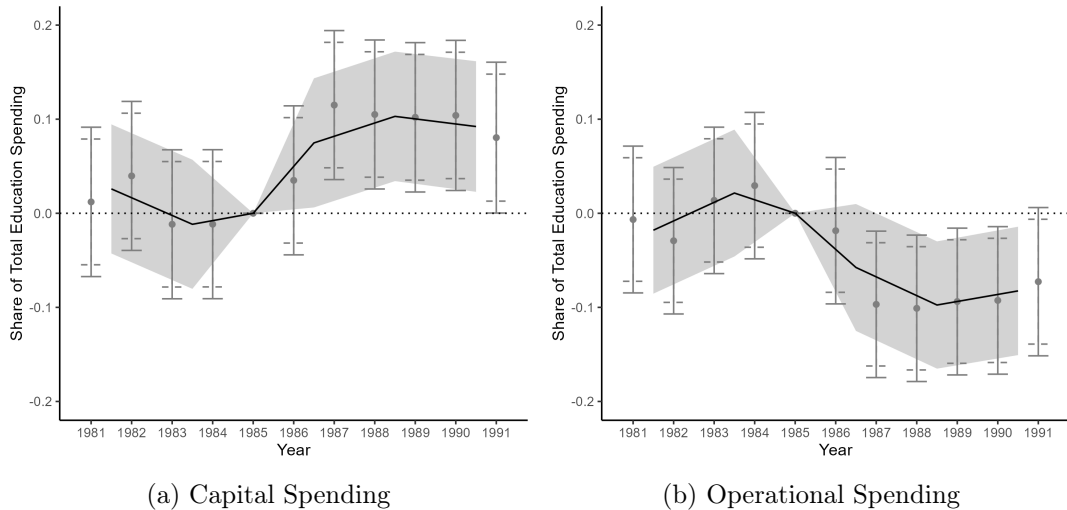 Share of Total Education Spending
0.2
0.1
0.0
-0.1
-0.2
1981 1982 1983 1984 1985 1986 1987 1988 1989 1990 1991
Year
(a) Capital Spending
Share of Total Education Spending
0.2
0.1
0.0
-0.1
-0.2
1981 1982 1983 1984 1985 1986 1987 1988 1989 1990 1991
Year
(b) Operational Spending